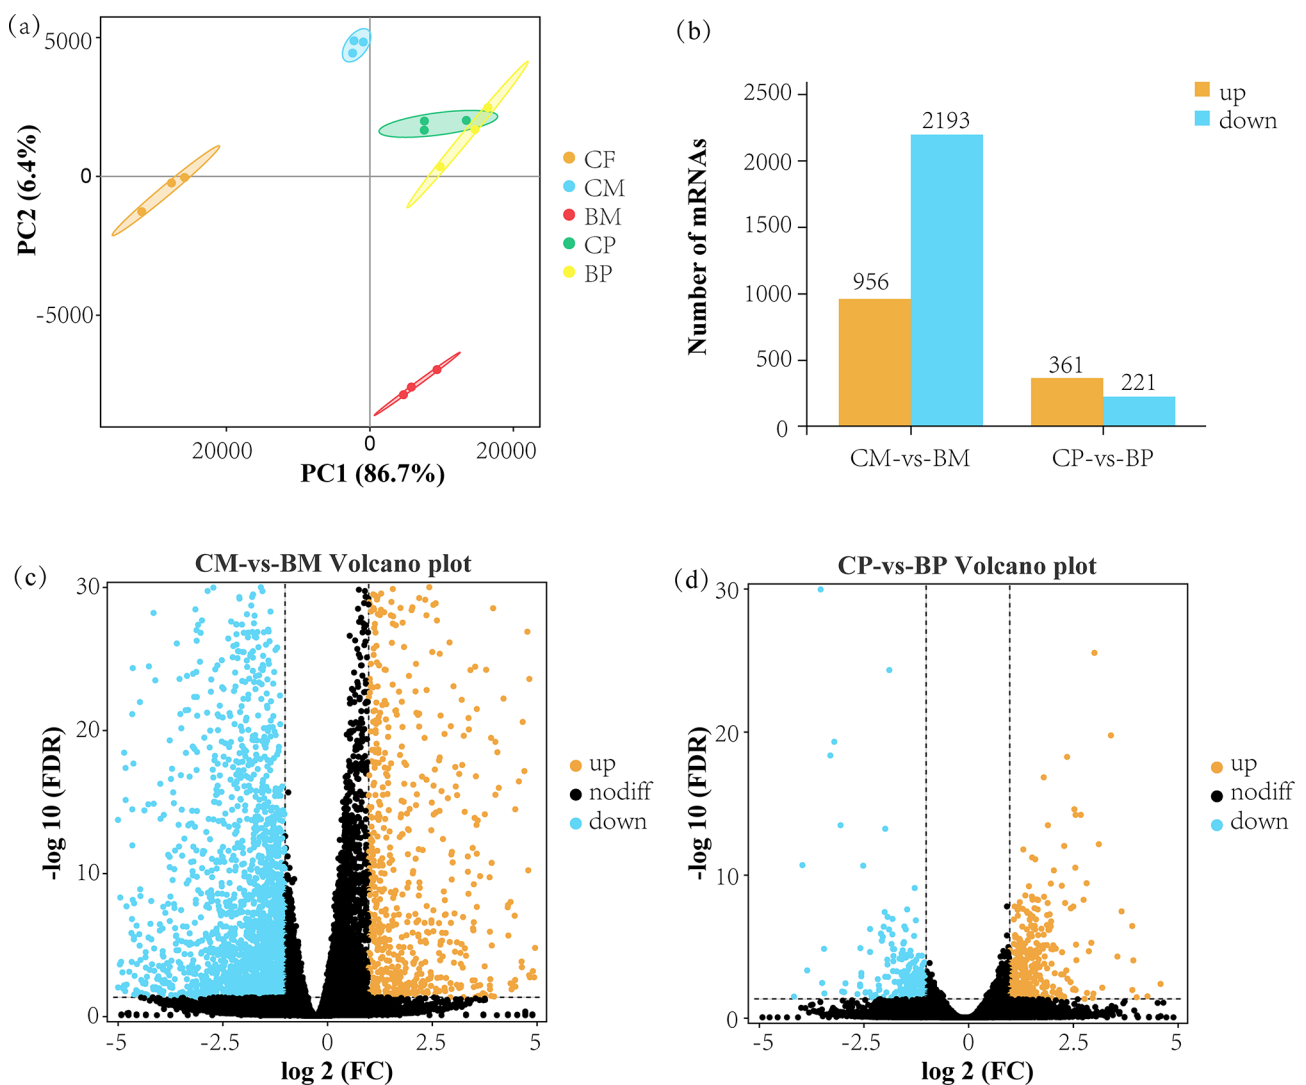 (a)
5000
0
-5000
PC2 (6.4%)
20000
0
20000
PC1 (86.7%)
CF
CM
BM
CP
BP
(b)
2500
2000
1500
1000
500
0
Number of mRNAs
956
2193
361
221
CM-vs-BM
CP-vs-BP
up
down
(c)
CM-vs-BM Volcano plot
30
20
10
0
-log 10 (FDR)
-5
-2.5
0
2.5
5
log 2 (FC)
up
nodiff
down
(d)
CP-vs-BP Volcano plot
30
20
10
0
-log 10 (FDR)
-5
-2.5
0
2.5
5
log 2 (FC)
up
nodiff
down